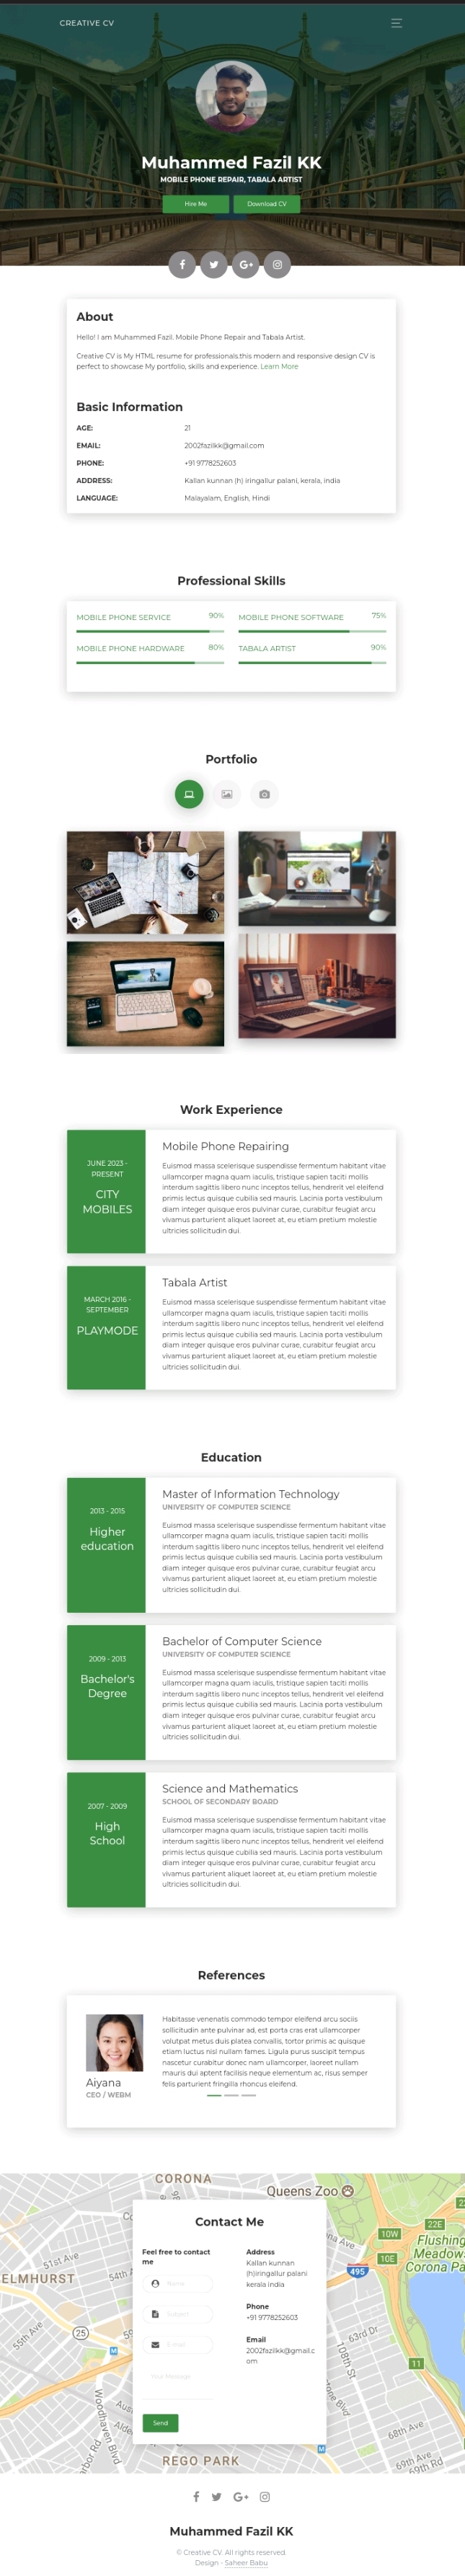 CREATIVE CV
Muhammed Fazil KK
MOBILE PHONE REPAIR, TABALA ARTIST
Hire Me
Download CV
About
Hello! I am Muhammed Fazil. Mobile Phone Repair and Tabala Artist.
Creative CV is My HTML resume for professionals.this modern and responsive design CV is
perfect to showcase My portfolio, skills and experience. Learn More
Basic Information
AGE: 21
EMAIL: 2002fazilkk@gmail.com
PHONE: +91 9778252603
ADDRESS: Kallan kunnan (h) iringallur palani, kerala, india
LANGUAGE: Malayalam, English, Hindi
Professional Skills
MOBILE PHONE SERVICE 90%
MOBILE PHONE SOFTWARE 75%
MOBILE PHONE HARDWARE 80%
TABALA ARTIST 90%
Portfolio
Work Experience
JUNE 2023 -
PRESENT
CITY
MOBILES
Mobile Phone Repairing
Euismod massa scelerisque suspendisse fermentum habitant vitae
ullamcorper magna quam iaculis, tristique sapien taciti mollis
interdum sagittis libero nunc inceptos tellus, hendrerit vel eleifend
primis lectus quisque cubilia sed mauris. Lacinia porta vestibulum
diam integer quisque eros pulvinar curae, curabitur feugiat arcu
vivamus parturient aliquet laoreet at, eu etiam pretium molestie
ultricies sollicitudin dui.
MARCH 2016 -
SEPTEMBER
PLAYMODE
Tabala Artist
Euismod massa scelerisque suspendisse fermentum habitant vitae
ullamcorper magna quam iaculis, tristique sapien taciti mollis
interdum sagittis libero nunc inceptos tellus, hendrerit vel eleifend
primis lectus quisque cubilia sed mauris. Lacinia porta vestibulum
diam integer quisque eros pulvinar curae, curabitur feugiat arcu
vivamus parturient aliquet laoreet at, eu etiam pretium molestie
ultricies sollicitudin dui.
Education
2013 - 2015
Higher
education
Master of Information Technology
UNIVERSITY OF COMPUTER SCIENCE
Euismod massa scelerisque suspendisse fermentum habitant vitae
ullamcorper magna quam iaculis, tristique sapien taciti mollis
interdum sagittis libero nunc inceptos tellus, hendrerit vel eleifend
primis lectus quisque cubilia sed mauris. Lacinia porta vestibulum
diam integer quisque eros pulvinar curae, curabitur feugiat arcu
vivamus parturient aliquet laoreet at, eu etiam pretium molestie
ultricies sollicitudin dui.
2009 - 2013
Bachelor's
Degree
Bachelor of Computer Science
UNIVERSITY OF COMPUTER SCIENCE
Euismod massa scelerisque suspendisse fermentum habitant vitae
ullamcorper magna quam iaculis, tristique sapien taciti mollis
interdum sagittis libero nunc inceptos tellus, hendrerit vel eleifend
primis lectus quisque cubilia sed mauris. Lacinia porta vestibulum
diam integer quisque eros pulvinar curae, curabitur feugiat arcu
vivamus parturient aliquet laoreet at, eu etiam pretium molestie
ultricies sollicitudin dui.
2007 - 2009
High
School
Science and Mathematics
SCHOOL OF SECONDARY BOARD
Euismod massa scelerisque suspendisse fermentum habitant vitae
ullamcorper magna quam iaculis, tristique sapien taciti mollis
interdum sagittis libero nunc inceptos tellus, hendrerit vel eleifend
primis lectus quisque cubilia sed mauris. Lacinia porta vestibulum
diam integer quisque eros pulvinar curae, curabitur feugiat arcu
vivamus parturient aliquet laoreet at, eu etiam pretium molestie
ultricies sollicitudin dui.
References
Aiyana
CEO / WEBM
Habitasse venenatis commodo tempor eleifend arcu sociis
sollicitudin ante pulvinar ad, est porta cras erat ullamcorper
volutpat metus duis platea convallis, tortor primis ac quisque
etiam luctus nisl nullam fames. Ligula purus suscipit tempus
nascetur curabitur donec nam ullamcorper, laoreet nullam
mauris dui aptent facilisis neque elementum ac, risus semper
felis parturient fringilla rhoncus eleifend.
CORONA
Queens Zoo
22E
10W
10E
Flushing
Meadows
Corona Pa
495
ELMHURST
51st Ave
54th A
55th Ave
25
M
Woodhaven Blvd
63rd Dr
11
68th Ave
69th Ave
69th Rd
REGO PARK
M
Contact Me
Feel free to contact
me
Name
Subject
E-mail
Your Message
Send
Address
Kallan kunnan
(h)iringallur palani
kerala india
Phone
+91 9778252603
Email
2002fazilkk@gmail.c
om
Muhammed Fazil KK
© Creative CV. All rights reserved.
Design - Saheer Babu